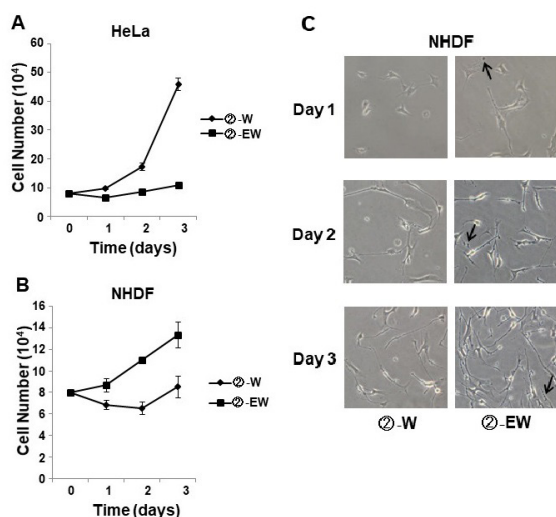 A
HeLa
Cell Number (10⁴)
60
50
40
30
20
10
0
0 1 2 3
Time (days)
②-W
②-EW
B
NHDF
Cell Number (10⁴)
16
14
12
10
8
6
4
2
0
0 1 2 3
Time (days)
②-W
②-EW
C
NHDF
Day 1
Day 2
Day 3
②-W ②-EW